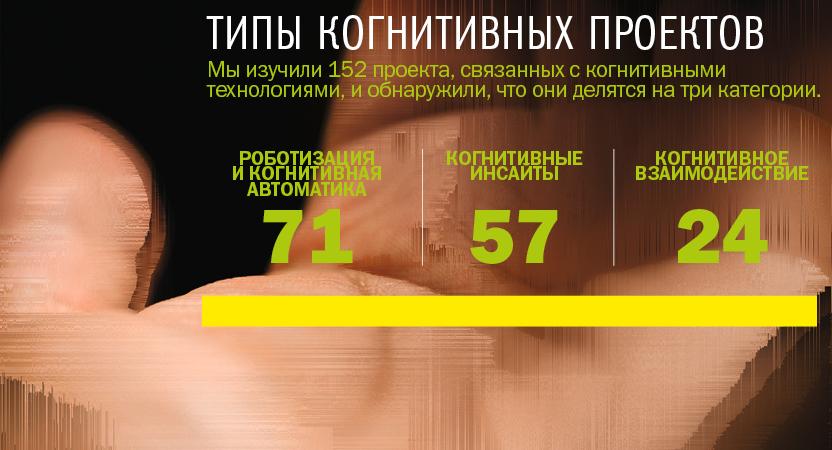 ТИПЫ КОГНИТИВНЫХ ПРОЕКТОВ
Мы изучили 152 проекта, связанных с когнитивными
технологиями, и обнаружили, что они делятся на три категории.
РОБОТИЗАЦИЯ
И КОГНИТИВНАЯ
АВТОМАТИКА
71
КОГНИТИВНЫЕ
ИНСАЙТЫ
57
КОГНИТИВНОЕ
ВЗАИМОДЕЙСТВИЕ
24